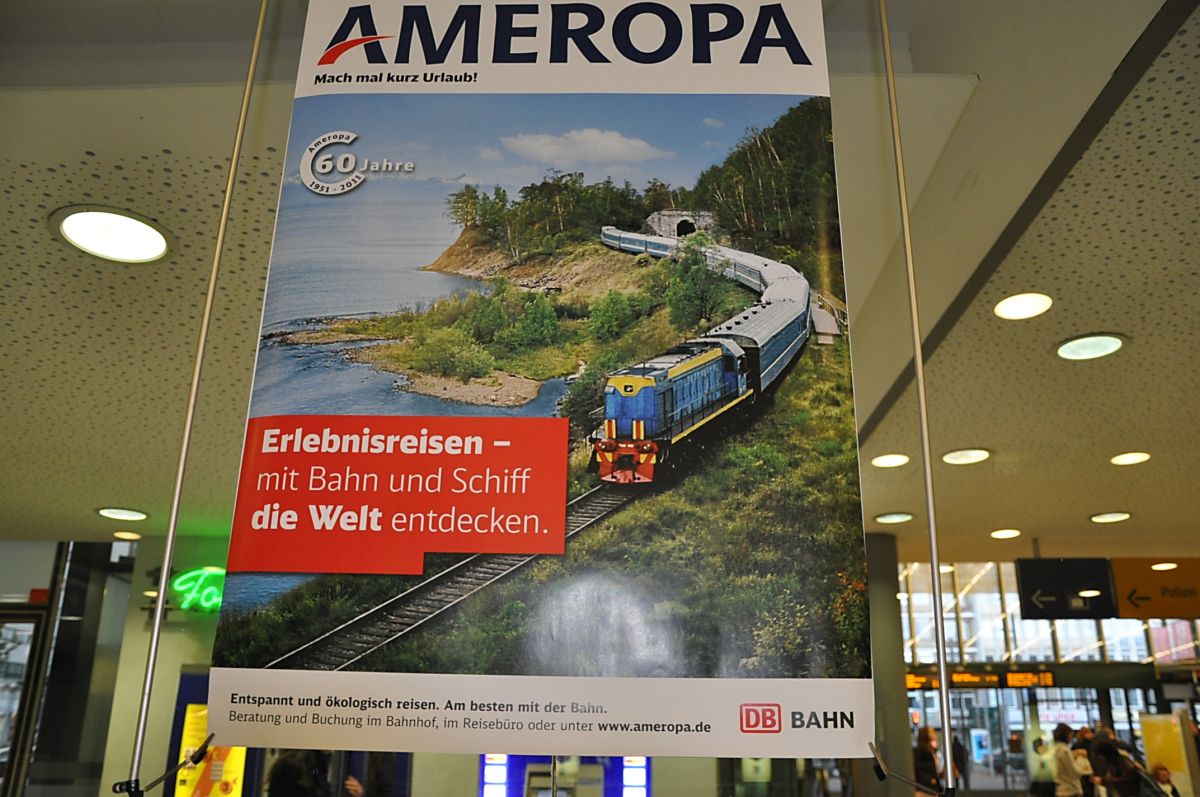 AMEROPA
Mach mal kurz Urlaub!
Ameropa
60 Jahre
1951 - 2011
Erlebnisreisen –
mit Bahn und Schiff
die Welt entdecken.
Fo
Polizei
Entspannt und ökologisch reisen. Am besten mit der Bahn.
Beratung und Buchung im Bahnhof, im Reisebüro oder unter www.ameropa.de
DB BAHN